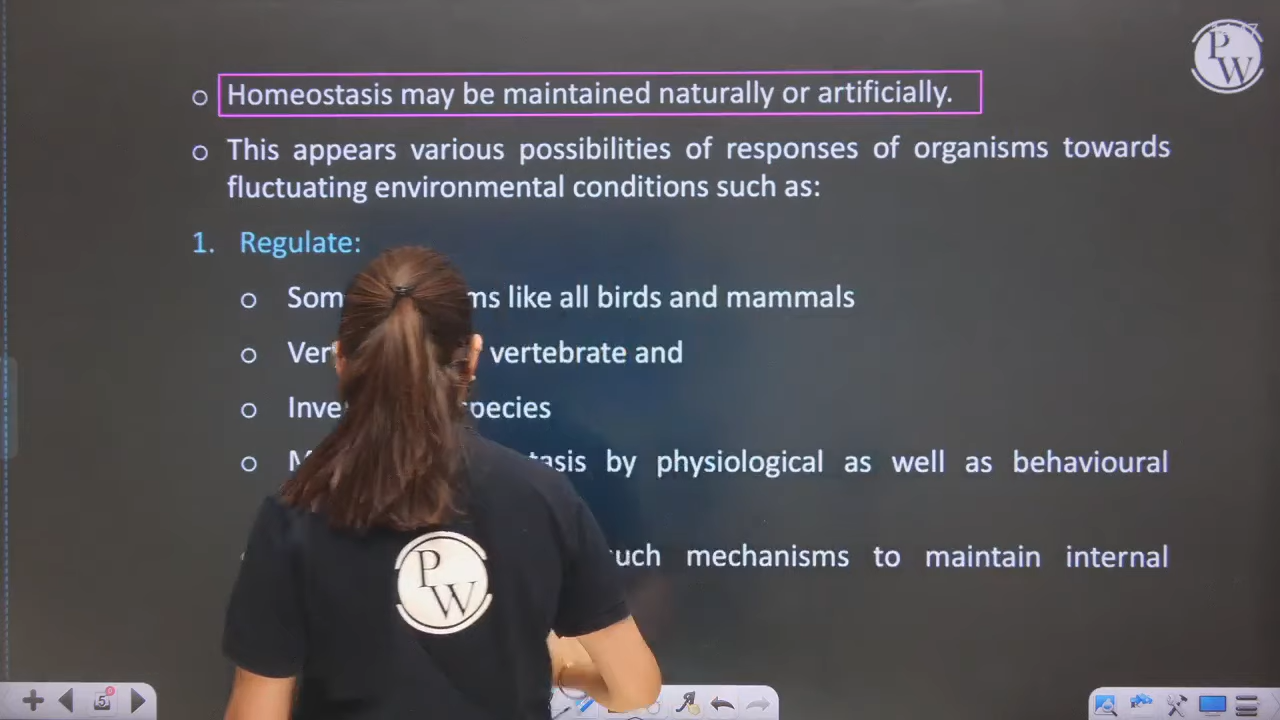 PW
○ Homeostasis may be maintained naturally or artificially.
○ This appears various possibilities of responses of organisms towards
fluctuating environmental conditions such as:
1. Regulate:
○ Som ms like all birds and mammals
○ Ver vertebrate and
○ Inve pecies
○ M tasis by physiological as well as behavioural
uch mechanisms to maintain internal
PW
5